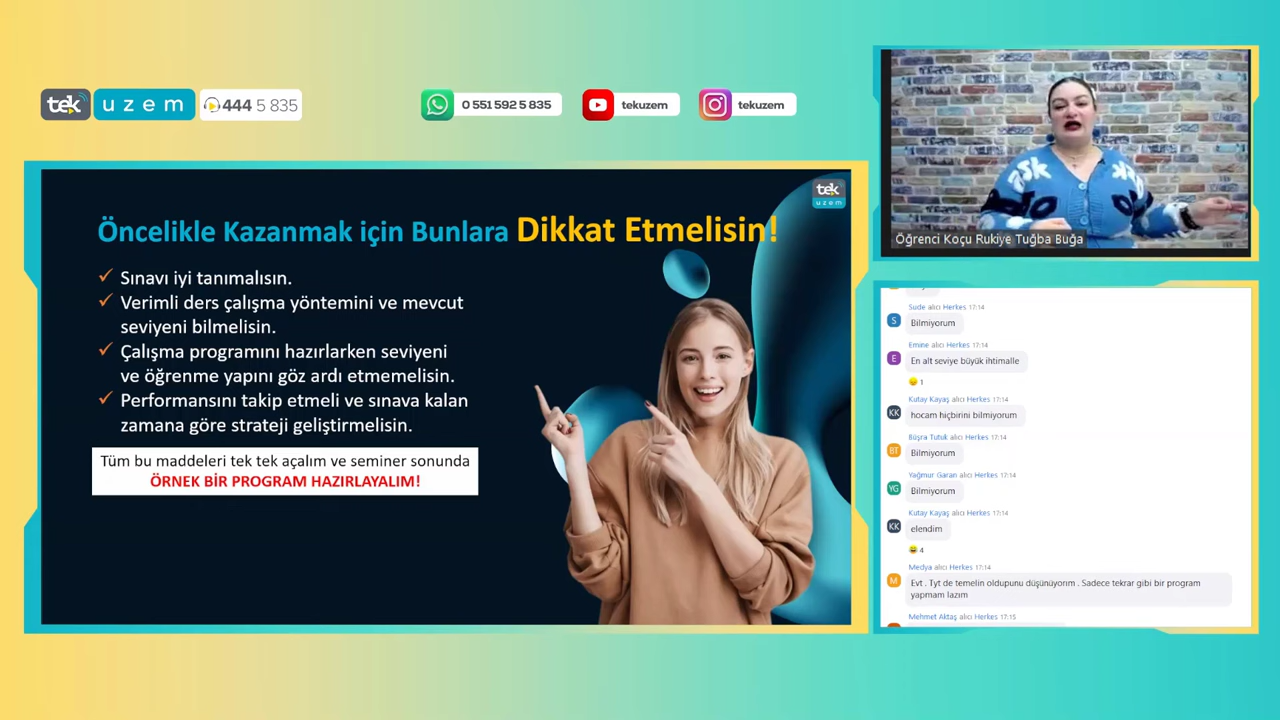 tek uzem 444 5 835
0 551 592 5 835
tekuzem
tekuzem
Öncelikle Kazanmak için Bunlara Dikkat Etmelisin!
tek
uzem
✓ Sınavı iyi tanımalısın.
✓ Verimli ders çalışma yöntemini ve mevcut
seviyeni bilmelisin.
✓ Çalışma programını hazırlarken seviyeni
ve öğrenme yapını göz ardı etmemelisin.
✓ Performansını takip etmeli ve sınava kalan
zamana göre strateji geliştirmelisin.
Tüm bu maddeleri tek tek açalım ve seminer sonunda
ÖRNEK BİR PROGRAM HAZIRLAYALIM!
Öğrenci Koçu Rukiye Tuğba Buğa
Sude alıcı Herkes 17:14
S
Bilmiyorum
Emine alıcı Herkes 17:14
E
En alt seviye büyük ihtimalle
1
Kutay Kayaş alıcı Herkes 17:14
KK
hocam hiçbirini bilmiyorum
Büşra Tutuk alıcı Herkes 17:14
BT
Bilmiyorum
Yağmur Garan alıcı Herkes 17:14
YG
Bilmiyorum
Kutay Kayaş alıcı Herkes 17:14
KK
elendim
4
Medya alıcı Herkes 17:14
M
Evt . Tyt de temelin oldupunu düşünüyorım . Sadece tekrar gibi bir program
yapmam lazım
Mehmet Aktaş alıcı Herkes 17:15